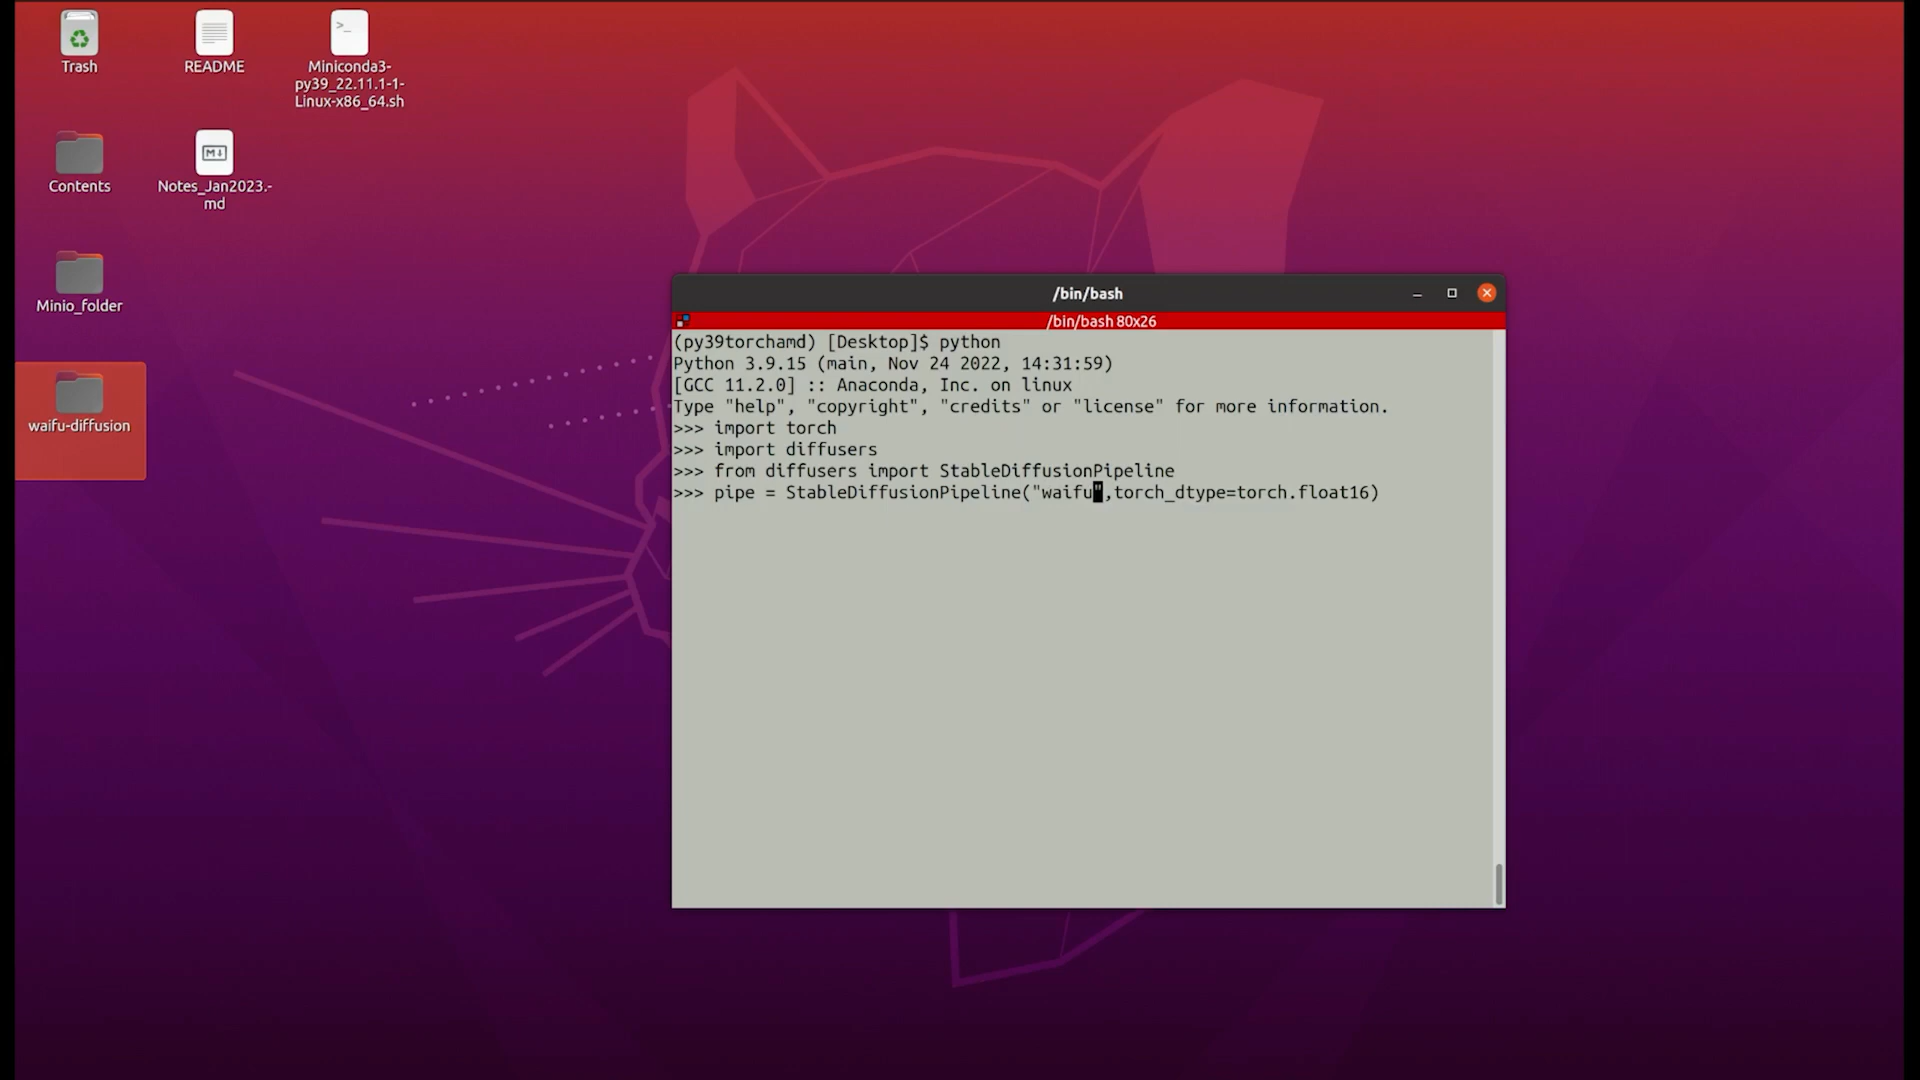 Trash
README
Miniconda3-
py39_22.11.1-1-
Linux-x86_64.sh
Contents
Notes_Jan2023.-
md
Minio_folder
waifu-diffusion
/bin/bash
/bin/bash 80x26
(py39torchamd) [Desktop]$ python
Python 3.9.15 (main, Nov 24 2022, 14:31:59)
[GCC 11.2.0] :: Anaconda, Inc. on linux
Type "help", "copyright", "credits" or "license" for more information.
>>> import torch
>>> import diffusers
>>> from diffusers import StableDiffusionPipeline
>>> pipe = StableDiffusionPipeline("waifu",torch_dtype=torch.float16)